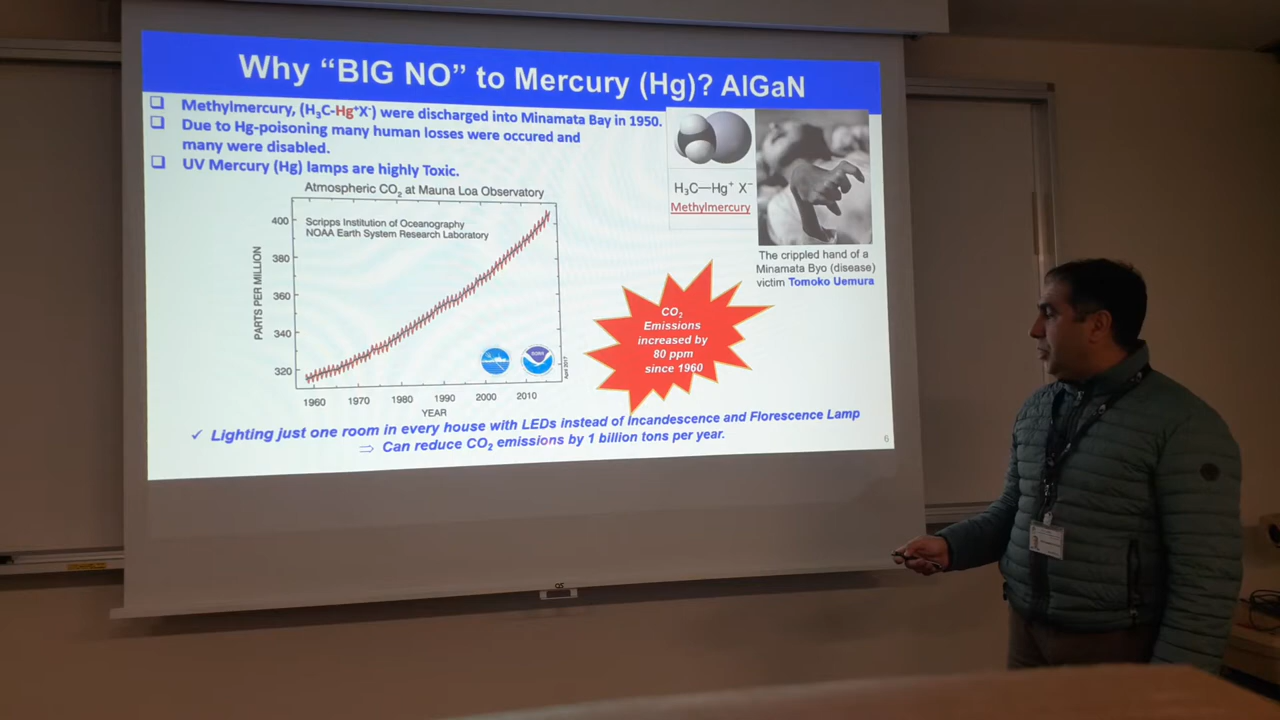 Why “BIG NO” to Mercury (Hg)? AlGaN
❑ Methylmercury, (H₃C-Hg⁺X⁻) were discharged into Minamata Bay in 1950.
❑ Due to Hg-poisoning many human losses were occured and
many were disabled.
❑ UV Mercury (Hg) lamps are highly Toxic.
H₃C—Hg⁺ X⁻
Methylmercury
The crippled hand of a
Minamata Byo (disease)
victim Tomoko Uemura
Atmospheric CO₂ at Mauna Loa Observatory
Scripps Institution of Oceanography
NOAA Earth System Research Laboratory
PARTS PER MILLION
400
380
360
340
320
1960 1970 1980 1990 2000 2010
YEAR
April 2017
CO₂
Emissions
increased by
80 ppm
since 1960
✓ Lighting just one room in every house with LEDs instead of Incandescence and Florescence Lamp
⇒ Can reduce CO₂ emissions by 1 billion tons per year.
6